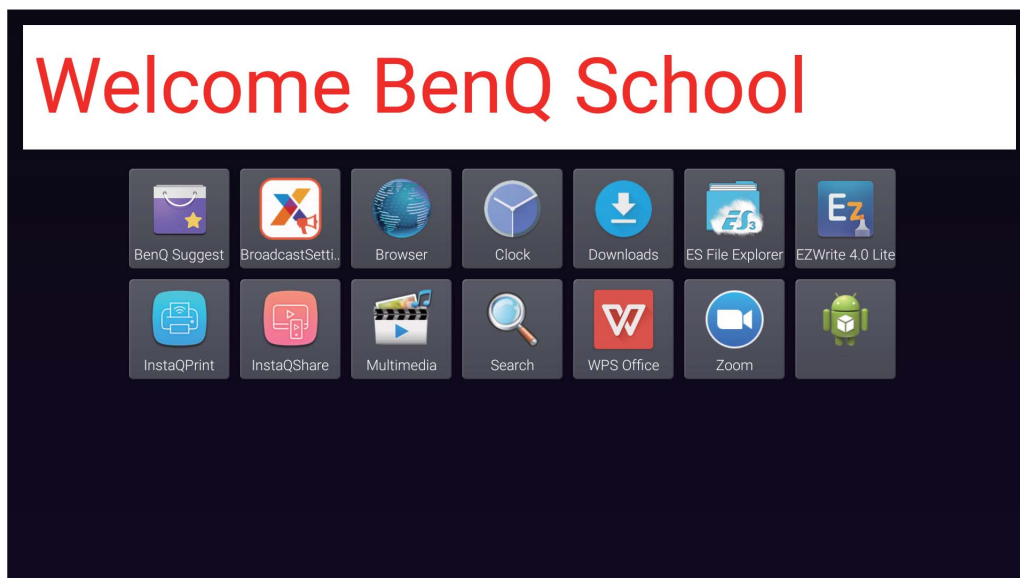 Welcome BenQ School
BenQ Suggest
BroadcastSetti..
Browser
Clock
Downloads
ES File Explorer
EZWrite 4.0 Lite
InstaQPrint
InstaQShare
Multimedia
Search
WPS Office
Zoom